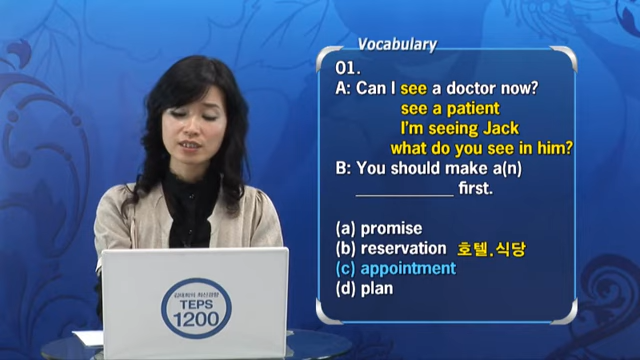 Vocabulary
01.
A: Can I see a doctor now?
see a patient
I'm seeing Jack
what do you see in him?
B: You should make a(n)
____________ first.
(a) promise
(b) reservation 호텔.식당
(c) appointment
(d) plan
TEPS
1200